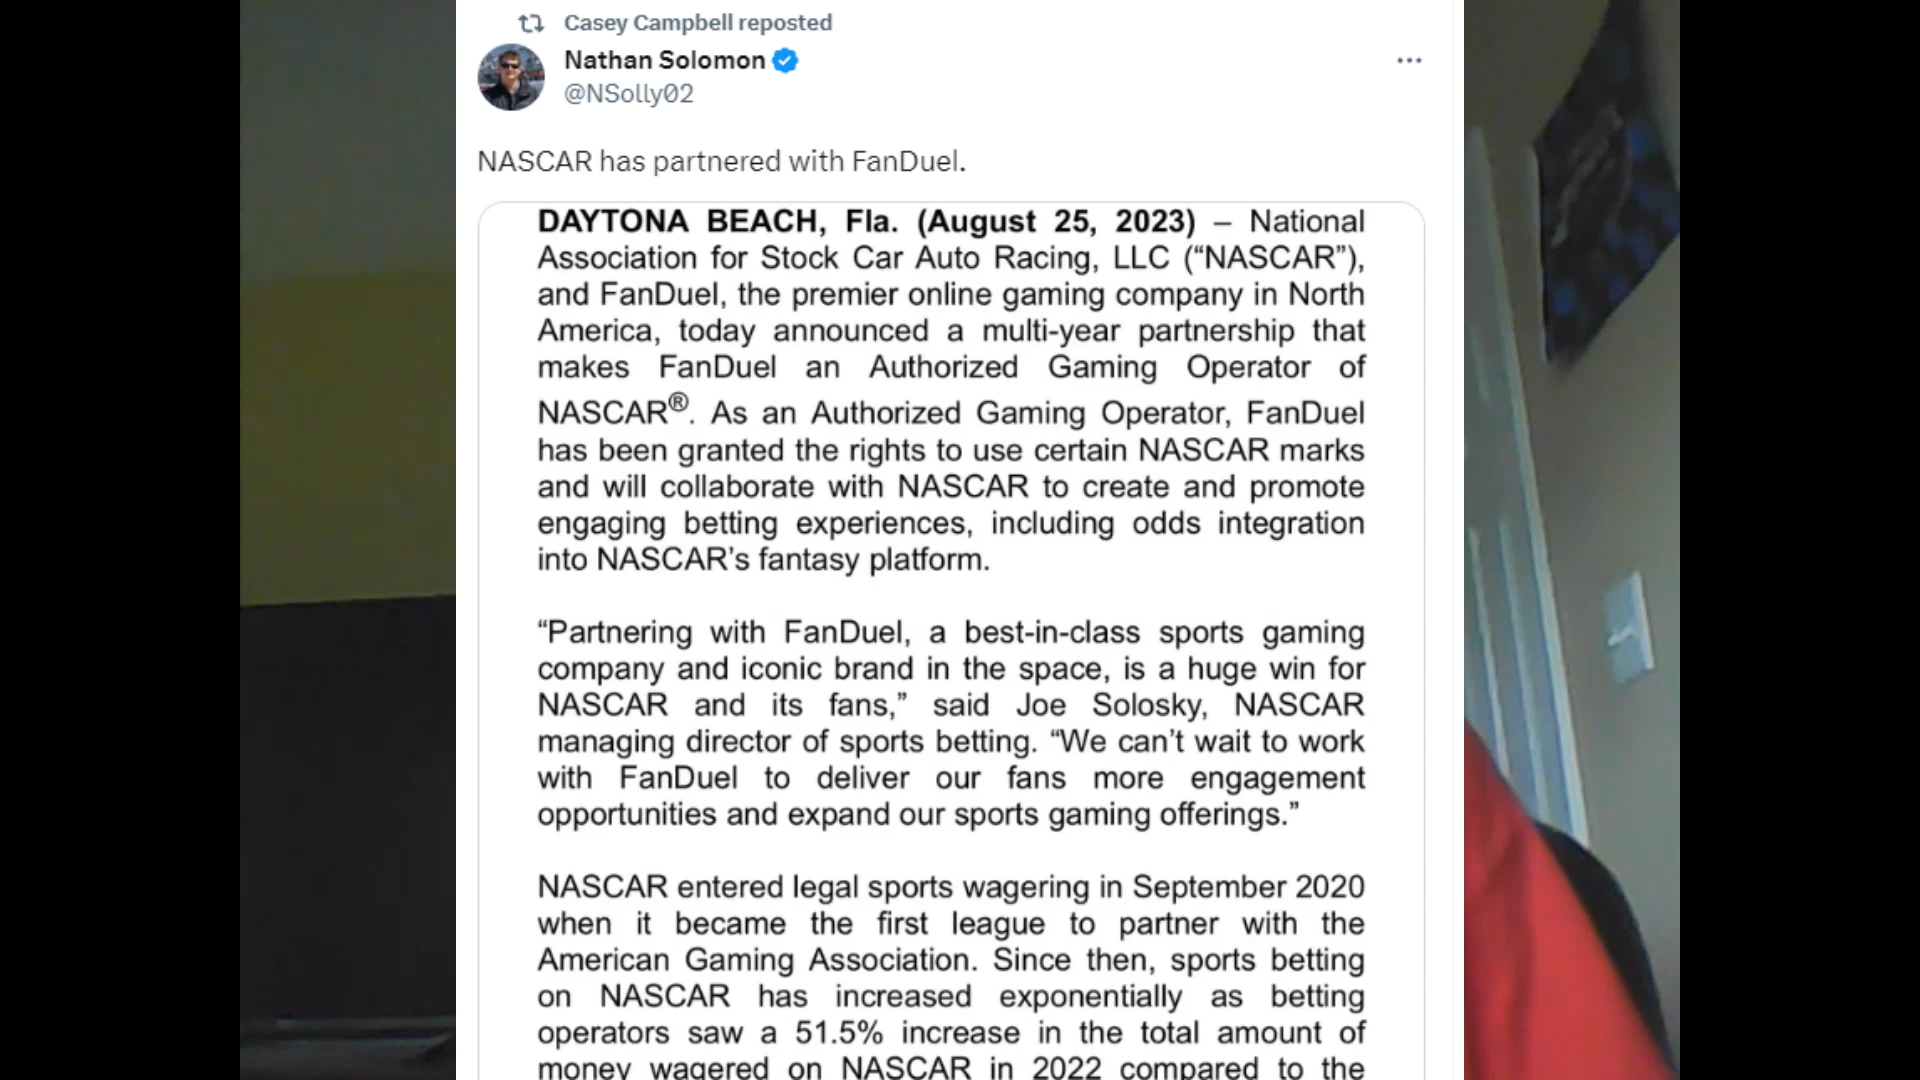 Casey Campbell reposted
Nathan Solomon
@NSolly02
NASCAR has partnered with FanDuel.
DAYTONA BEACH, Fla. (August 25, 2023) – National
Association for Stock Car Auto Racing, LLC (“NASCAR”),
and FanDuel, the premier online gaming company in North
America, today announced a multi-year partnership that
makes FanDuel an Authorized Gaming Operator of
NASCAR®. As an Authorized Gaming Operator, FanDuel
has been granted the rights to use certain NASCAR marks
and will collaborate with NASCAR to create and promote
engaging betting experiences, including odds integration
into NASCAR’s fantasy platform.
“Partnering with FanDuel, a best-in-class sports gaming
company and iconic brand in the space, is a huge win for
NASCAR and its fans,” said Joe Solosky, NASCAR
managing director of sports betting. “We can’t wait to work
with FanDuel to deliver our fans more engagement
opportunities and expand our sports gaming offerings.”
NASCAR entered legal sports wagering in September 2020
when it became the first league to partner with the
American Gaming Association. Since then, sports betting
on NASCAR has increased exponentially as betting
operators saw a 51.5% increase in the total amount of
money wagered on NASCAR in 2022 compared to the